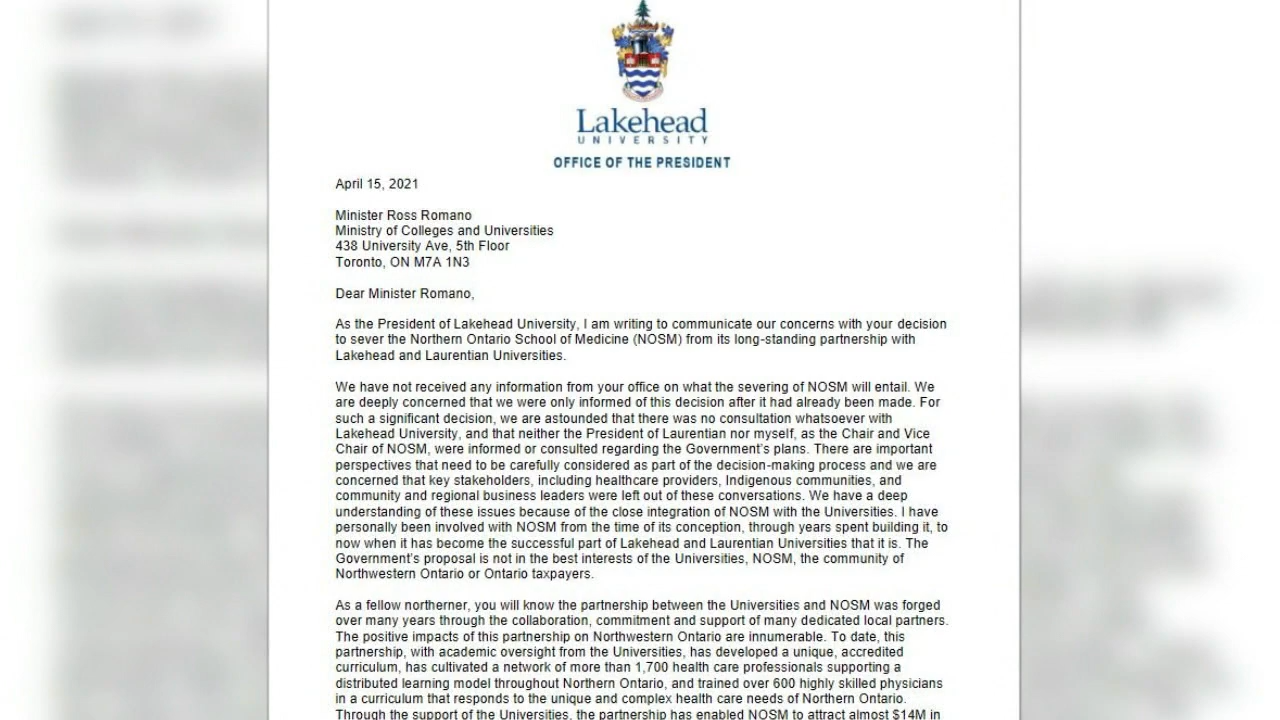 Lakehead
UNIVERSITY
OFFICE OF THE PRESIDENT
April 15, 2021
Minister Ross Romano
Ministry of Colleges and Universities
438 University Ave, 5th Floor
Toronto, ON M7A 1N3
Dear Minister Romano,
As the President of Lakehead University, I am writing to communicate our concerns with your decision
to sever the Northern Ontario School of Medicine (NOSM) from its long-standing partnership with
Lakehead and Laurentian Universities.
We have not received any information from your office on what the severing of NOSM will entail. We
are deeply concerned that we were only informed of this decision after it had already been made. For
such a significant decision, we are astounded that there was no consultation whatsoever with
Lakehead University, and that neither the President of Laurentian nor myself, as the Chair and Vice
Chair of NOSM, were informed or consulted regarding the Government's plans. There are important
perspectives that need to be carefully considered as part of the decision-making process and we are
concerned that key stakeholders, including healthcare providers, Indigenous communities, and
community and regional business leaders were left out of these conversations. We have a deep
understanding of these issues because of the close integration of NOSM with the Universities. I have
personally been involved with NOSM from the time of its conception, through years spent building it, to
now when it has become the successful part of Lakehead and Laurentian Universities that it is. The
Government's proposal is not in the best interests of the Universities, NOSM, the community of
Northwestern Ontario or Ontario taxpayers.
As a fellow northerner, you will know the partnership between the Universities and NOSM was forged
over many years through the collaboration, commitment and support of many dedicated local partners.
The positive impacts of this partnership on Northwestern Ontario are innumerable. To date, this
partnership, with academic oversight from the Universities, has developed a unique, accredited
curriculum, has cultivated a network of more than 1,700 health care professionals supporting a
distributed learning model throughout Northern Ontario, and trained over 600 highly skilled physicians
in a curriculum that responds to the unique and complex health care needs of Northern Ontario.
Through the support of the Universities, the partnership has enabled NOSM to attract almost $14M in